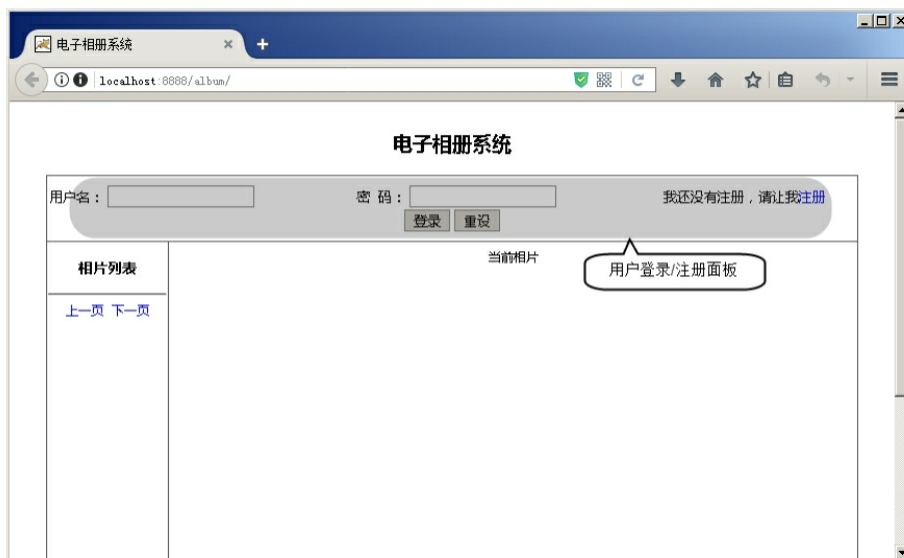 电子相册系统
localhost:8888/album/
电子相册系统
用户名： 密 码： 我还没有注册，请让我注册
登录 重设
相片列表 当前相片
用户登录/注册面板
上一页 下一页